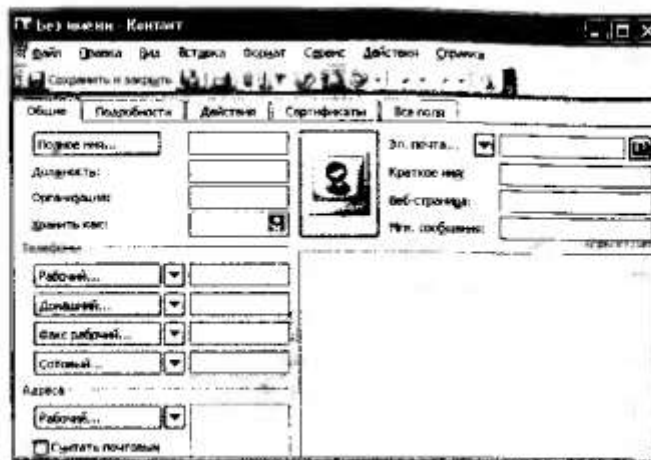 Без имени - Контакт
Файл Правка Вид Вставка Формат Сервис Действия Справка
Сохранить и закрыть
Общие Подробности Действия Сертификаты Все поля
Полное имя...
Должность:
Организация:
Хранить как:
Эл. почта...
Краткое имя:
Веб-страница:
Мгн. сообщения:
Телефоны
Рабочий...
Домашний...
Факс рабочий...
Сотовый...
Адреса
Рабочий...
Считать почтовым